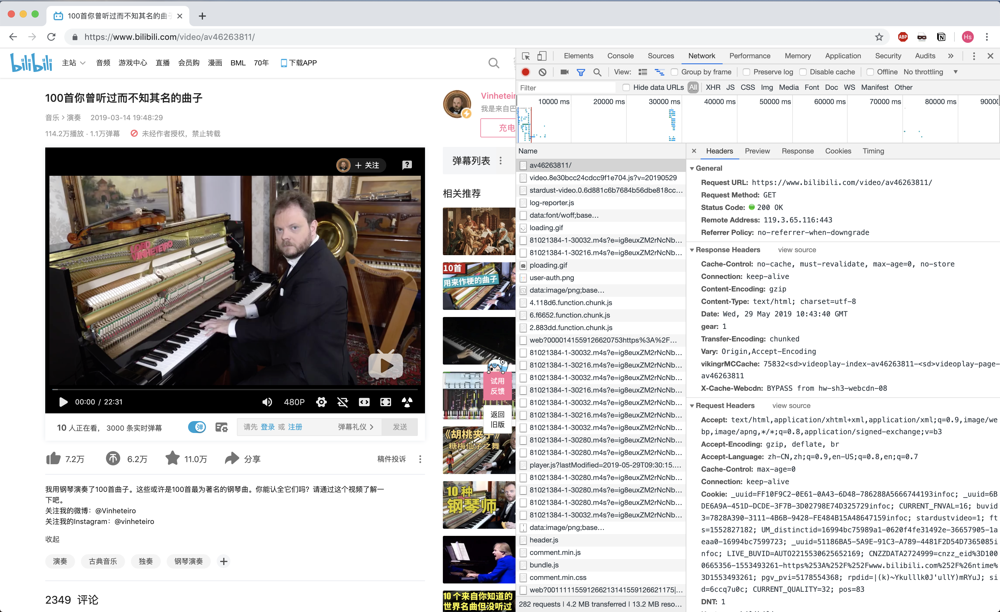 100首你曾听过而不知其名的曲子
https://www.bilibili.com/video/av46263811/
ABP
Hs
bilibili 主站 音频 游戏中心 直播 会员购 漫画 BML 70年 下载APP
100首你曾听过而不知其名的曲子
音乐 > 演奏 2019-03-14 19:48:29
114.2万播放 · 1.1万弹幕 未经作者授权，禁止转载
+ 关注
LORD
VINHETEIRO
00:00 / 22:31
480P
10 人正在看， 3000 条实时弹幕
弹
请先 登录 或 注册
弹幕礼仪 >
发送
7.2万 6.2万 11.0万 分享 稿件投诉
我用钢琴演奏了100首曲子。这些或许是100首最为著名的钢琴曲。你能认全它们吗？请通过这个视频了解一
下吧。
关注我的微博：@Vinheteiro
关注我的Instagram：@vinheteiro
收起
演奏 古典音乐 独奏 钢琴演奏 +
2349 评论
Vinheteir
我是来自巴
充电
弹幕列表
相关推荐
10首
用来作梗的曲子
试用
反馈
返回
旧版
《胡桃夹子》
糖梅仙子之舞
10种
钢琴师
10个来自你知道的
世界名曲但没听过
Elements Console Sources Network Performance Memory Application Security Audits »
View: Group by frame Preserve log Disable cache Offline No throttling
Filter Hide data URLs All XHR JS CSS Img Media Font Doc WS Manifest Other
10000 ms 20000 ms 30000 ms 40000 ms 50000 ms 60000 ms 70000 ms 80000 ms 9000
Name
av46263811/
video.8e30bcc24cdcc9f1e704.js?v=20190529
stardust-video.0.6d881c6b7684b56dbe818cc...
log-reporter.js
data:font/woff;base...
loading.gif
81021384-1-30032.m4s?e=ig8euxZM2rNcNb...
81021384-1-30216.m4s?e=ig8euxZM2rNcNb...
ploading.gif
user-auth.png
data:image/png;base...
4.118d6.function.chunk.js
6.f6652.function.chunk.js
2.883dd.function.chunk.js
web?0000141559126620753https%3A%2F...
81021384-1-30032.m4s?e=ig8euxZM2rNcNb...
81021384-1-30216.m4s?e=ig8euxZM2rNcNb...
81021384-1-30032.m4s?e=ig8euxZM2rNcNb...
81021384-1-30216.m4s?e=ig8euxZM2rNcNb...
81021384-1-30032.m4s?e=ig8euxZM2rNcNb...
81021384-1-30216.m4s?e=ig8euxZM2rNcNb...
81021384-1-30032.m4s?e=ig8euxZM2rNcNb...
81021384-1-30280.m4s?e=ig8euxZM2rNcNb...
81021384-1-30280.m4s?e=ig8euxZM2rNcNb...
player.js?lastModified=2019-05-29T09:30:15....
81021384-1-30280.m4s?e=ig8euxZM2rNcNb...
81021384-1-30280.m4s?e=ig8euxZM2rNcNb...
81021384-1-30280.m4s?e=ig8euxZM2rNcNb...
81021384-1-30032.m4s?e=ig8euxZM2rNcNb...
data:image/png;base...
header.js
comment.min.js
bundle.js
comment.min.css
web?001111155912662131415591266​21175|...
282 requests | 4.2 MB transferred | 13.2 MB reso...
Headers Preview Response Cookies Timing
General
Request URL: https://www.bilibili.com/video/av46263811/
Request Method: GET
Status Code: 200 OK
Remote Address: 119.3.65.116:443
Referrer Policy: no-referrer-when-downgrade
Response Headers view source
Cache-Control: no-cache, must-revalidate, max-age=0, no-store
Connection: keep-alive
Content-Encoding: gzip
Content-Type: text/html; charset=utf-8
Date: Wed, 29 May 2019 10:43:40 GMT
gear: 1
Transfer-Encoding: chunked
Vary: Origin,Accept-Encoding
vikingrMCCache: 75832<sd>videoplay-index-av46263811-<sd>videoplay-page-
av46263811
X-Cache-Webcdn: BYPASS from hw-sh3-webcdn-08
Request Headers view source
Accept: text/html,application/xhtml+xml,application/xml;q=0.9,image/we
bp,image/apng,*/*;q=0.8,application/signed-exchange;v=b3
Accept-Encoding: gzip, deflate, br
Accept-Language: zh-CN,zh;q=0.9,en-US;q=0.8,en;q=0.7
Cache-Control: max-age=0
Connection: keep-alive
Cookie: _uuid=FF10F9C2-0E61-0A43-6D48-786288A5666744193infoc; _uuid=6B
DE6A9A-451D-DCDE-3F7B-3D02798E74D325729infoc; CURRENT_FNVAL=16; buvid
3=7828A390-3111-4B6B-9428-FE484B15A48647159infoc; stardustvideo=1; ft
s=1552827182; UM_distinctid=16994bc75989a1-0620f4fe31492e-36657905-1a
eaa0-16994bc7599723; _uuid=51186BA5-5A9E-91C3-A789-4481F2D54D7365085i
nfoc; LIVE_BUVID=AUTO2215530625652169; CNZZDATA2724999=cnzz_eid%3D100
0665356-1553493261-https%253A%252F%252Fwww.bilibili.com%252F%26ntime%
3D1553493261; pgv_pvi=5178554368; rpdid=|(k)~Ykulllk0J'ullY)mRYuJ; si
d=6ccq7u0c; CURRENT_QUALITY=32; pos=83
DNT: 1